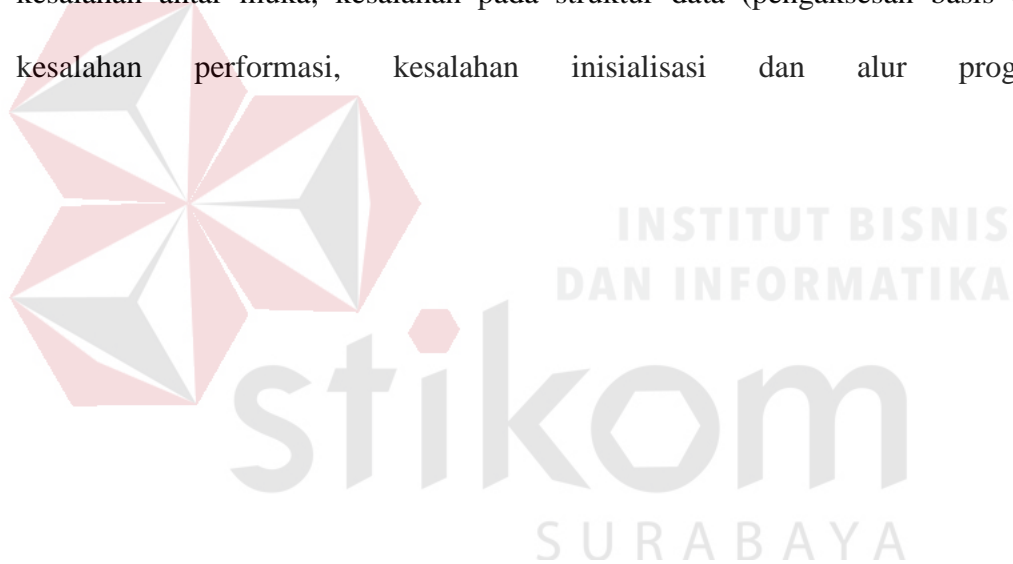 kesalahan antar muka, kesalahan pada struktur data (pengaksesan basis
kesalahan performasi, kesalahan inisialisasi dan alur prog
INSTITUT BISNIS
DAN INFORMATIKA
stikom
SURABAYA